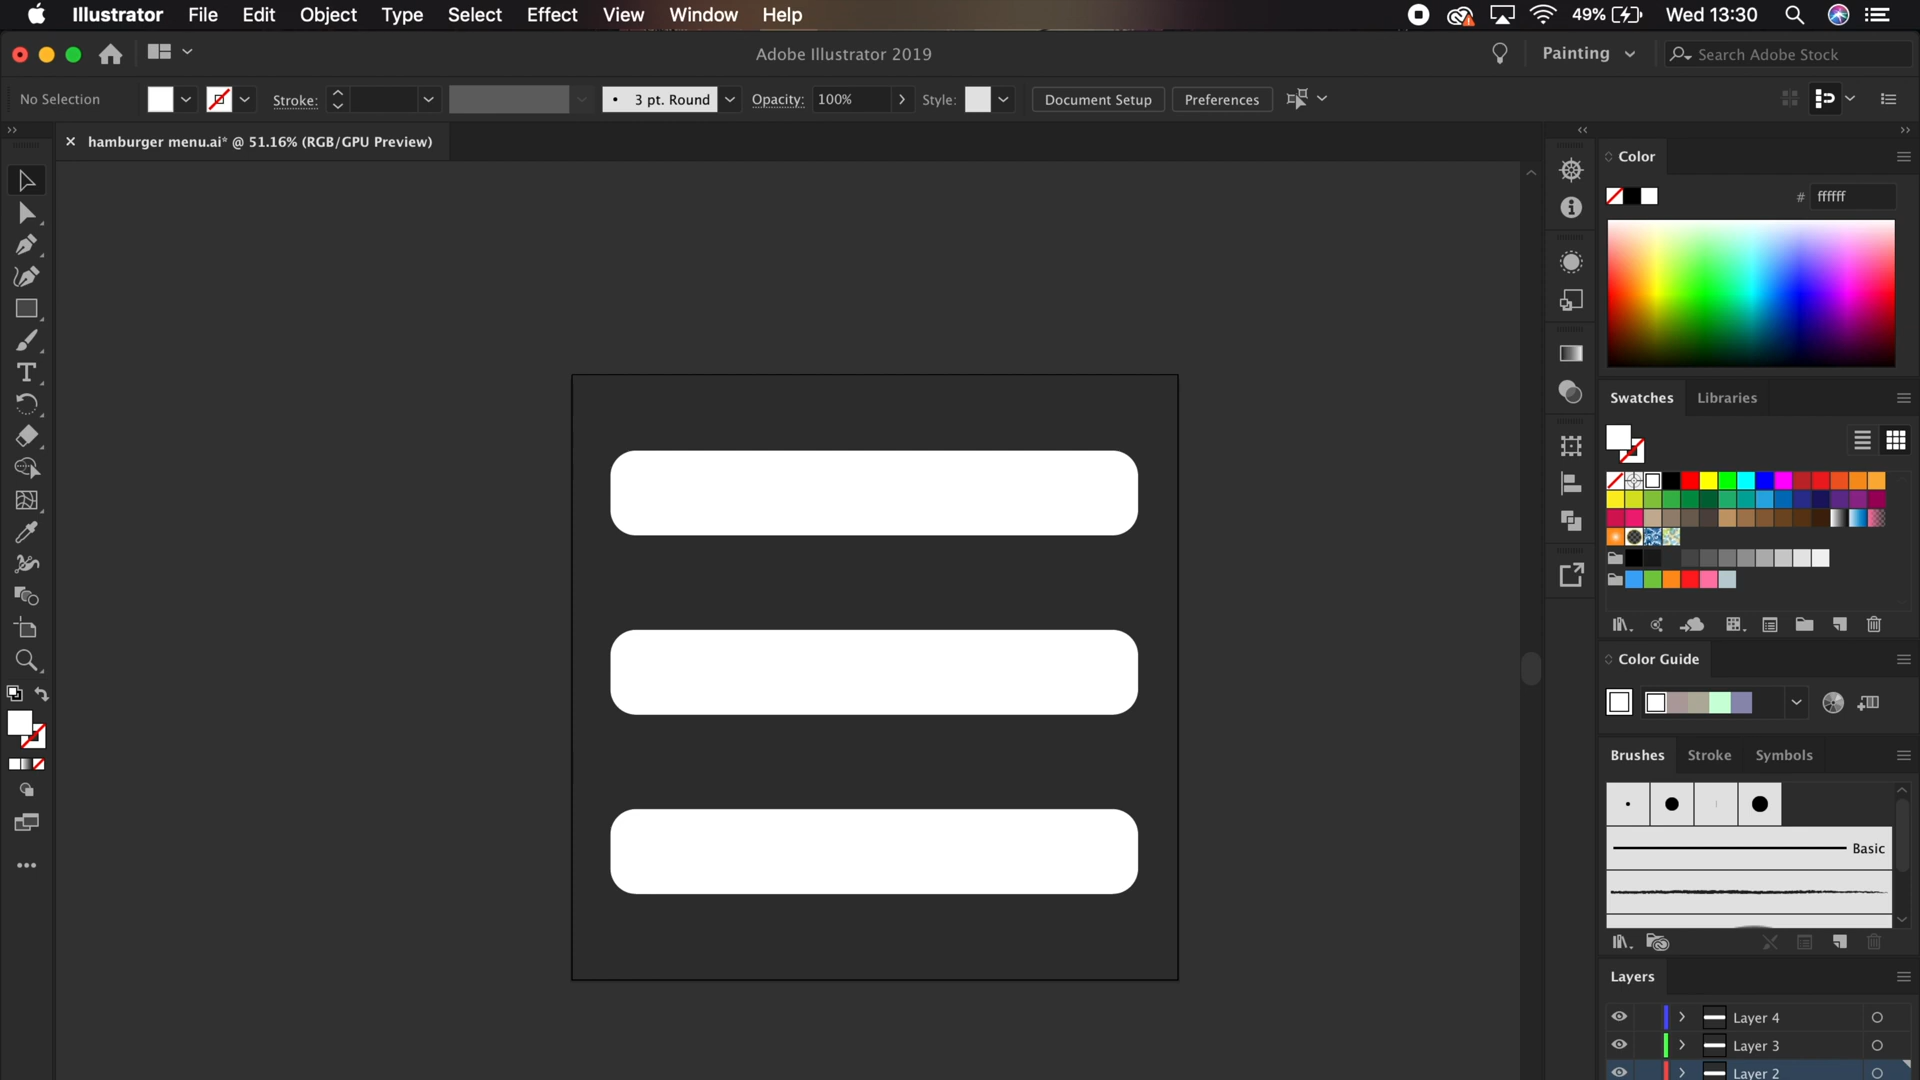 Illustrator File Edit Object Type Select Effect View Window Help 49% Wed 13:30
Adobe Illustrator 2019 Painting Search Adobe Stock
No Selection Stroke: 3 pt. Round Opacity: 100% Style: Document Setup Preferences
hamburger menu.ai* @ 51.16% (RGB/GPU Preview)
Color
# ffffff
Swatches Libraries
Color Guide
Brushes Stroke Symbols
Basic
Layers
Layer 4
Layer 3
Layer 2